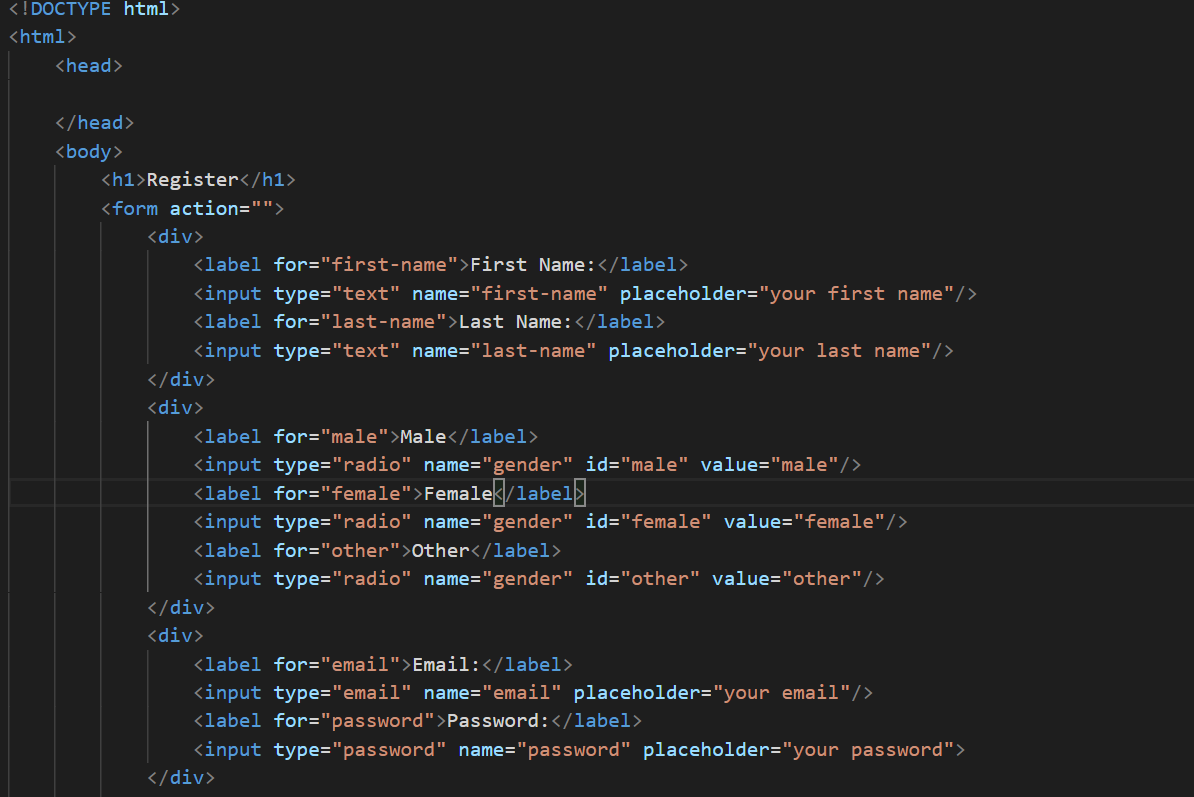 <!DOCTYPE html>
<html>
    <head>

    </head>
    <body>
        <h1>Register</h1>
        <form action="">
            <div>
                <label for="first-name">First Name:</label>
                <input type="text" name="first-name" placeholder="your first name"/>
                <label for="last-name">Last Name:</label>
                <input type="text" name="last-name" placeholder="your last name"/>
            </div>
            <div>
                <label for="male">Male</label>
                <input type="radio" name="gender" id="male" value="male"/>
                <label for="female">Female</label>
                <input type="radio" name="gender" id="female" value="female"/>
                <label for="other">Other</label>
                <input type="radio" name="gender" id="other" value="other"/>
            </div>
            <div>
                <label for="email">Email:</label>
                <input type="email" name="email" placeholder="your email"/>
                <label for="password">Password:</label>
                <input type="password" name="password" placeholder="your password">
            </div>